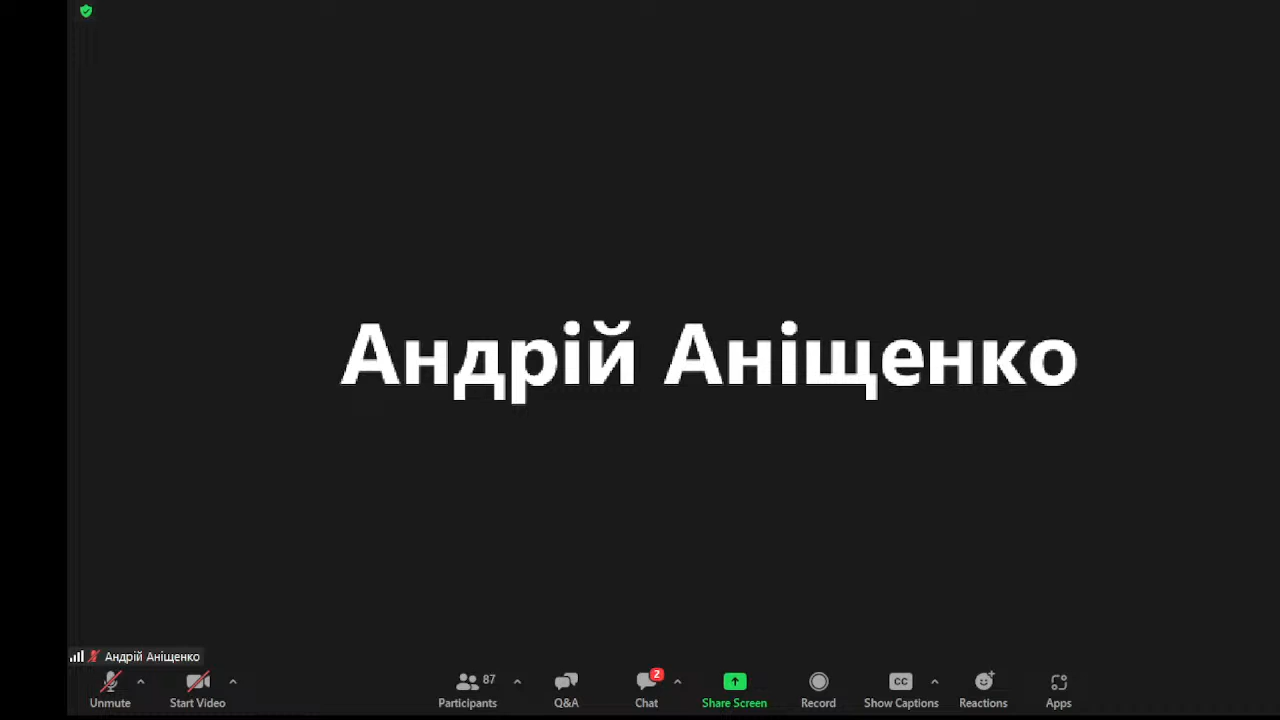 Андрій Аніщенко
Андрій Аніщенко
Unmute
Start Video
87
Participants
Q&A
2
Chat
Share Screen
Record
CC
Show Captions
Reactions
Apps